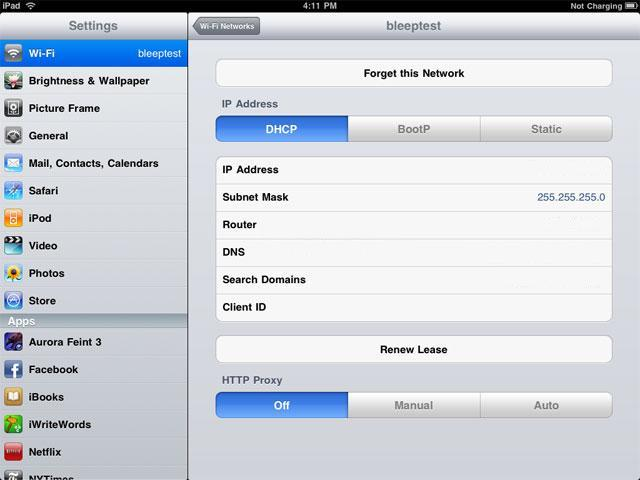 iPad
4:11 PM
Not Charging
Settings
Wi-Fi bleeptest
Brightness & Wallpaper
Picture Frame
General
Mail, Contacts, Calendars
Safari
iPod
Video
Photos
Store
Apps
Aurora Feint 3
Facebook
iBooks
iWriteWords
Netflix
NYTimes
Wi-Fi Networks
bleeptest
Forget this Network
IP Address
DHCP BootP Static
IP Address
Subnet Mask 255.255.255.0
Router
DNS
Search Domains
Client ID
Renew Lease
HTTP Proxy
Off Manual Auto